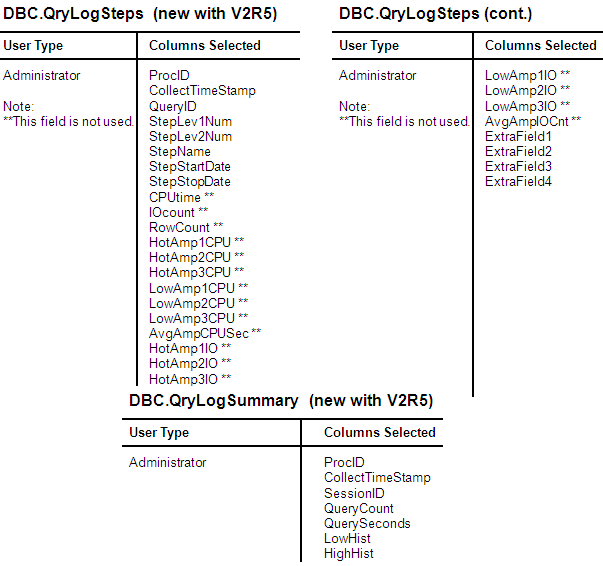 DBC.QryLogSteps (new with V2R5)
User Type Columns Selected
Administrator ProcID
CollectTimeStamp
Note: QueryID
**This field is not used. StepLev1Num
StepLev2Num
StepName
StepStartDate
StepStopDate
CPUtime **
IOcount **
RowCount **
HotAmp1CPU **
HotAmp2CPU **
HotAmp3CPU **
LowAmp1CPU **
LowAmp2CPU **
LowAmp3CPU **
AvgAmpCPUSec **
HotAmp1IO **
HotAmp2IO **
HotAmp3IO **
DBC.QryLogSteps (cont.)
User Type Columns Selected
Administrator LowAmp1IO **
LowAmp2IO **
Note: LowAmp3IO **
**This field is not used. AvgAmpIOCnt **
ExtraField1
ExtraField2
ExtraField3
ExtraField4
DBC.QryLogSummary (new with V2R5)
User Type Columns Selected
Administrator ProcID
CollectTimeStamp
SessionID
QueryCount
QuerySeconds
LowHist
HighHist